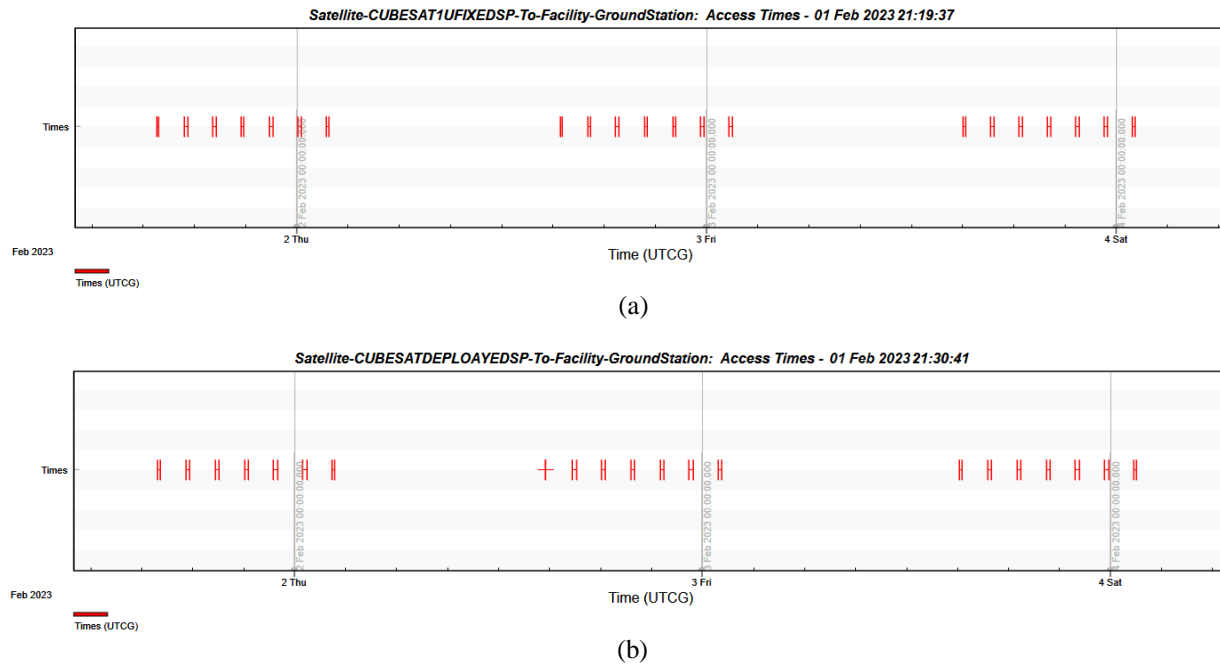 Satellite-CUBESAT1UFIXEDSP-To-Facility-GroundStation: Access Times - 01 Feb 2023 21:19:37
Times
2 Feb 2023 00:00:00.000
3 Feb 2023 00:00:00.000
4 Feb 2023 00:00:00.000
2 Thu
3 Fri
4 Sat
Feb 2023
Time (UTCG)
Times (UTCG)
(a)
Satellite-CUBESATDEPLOAYEDSP-To-Facility-GroundStation: Access Times - 01 Feb 2023 21:30:41
Times
2 Feb 2023 00:00:00.000
3 Feb 2023 00:00:00.000
4 Feb 2023 00:00:00.000
2 Thu
3 Fri
4 Sat
Feb 2023
Time (UTCG)
Times (UTCG)
(b)